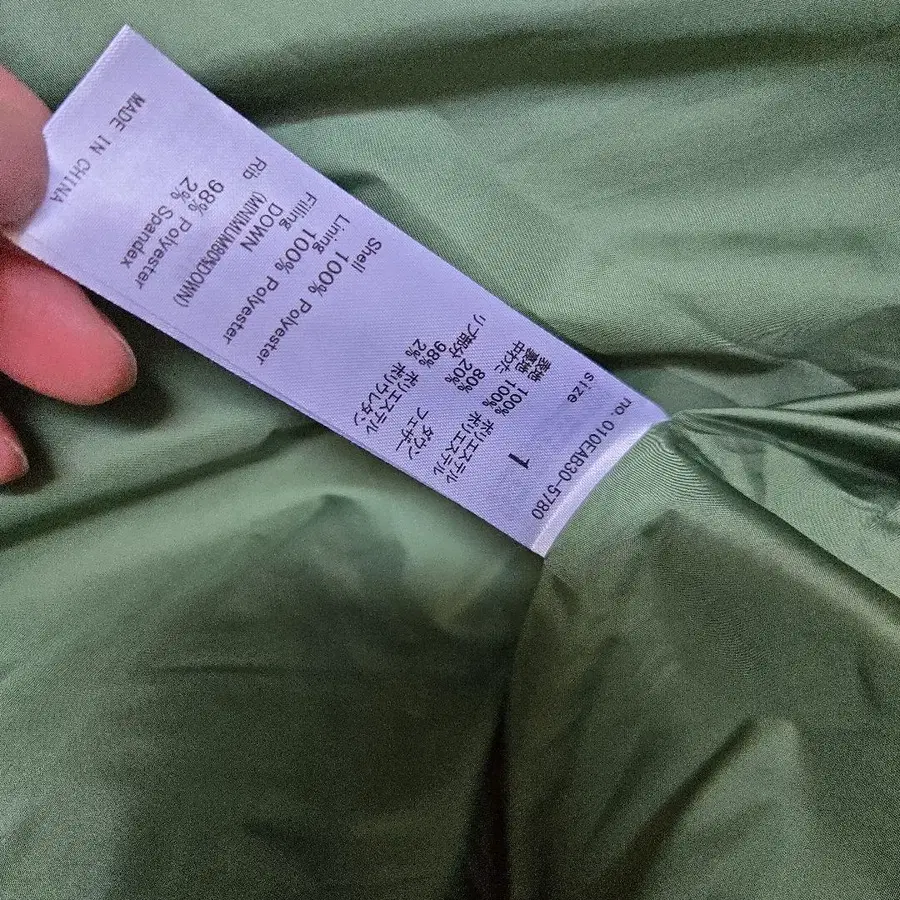 no. 010EAB30-5780
size 1
表地 100% ポリエステル
裏地 100% ポリエステル
中わた 80% ダウン
20% フェザー
リブ部分 98% ポリエステル
2% ポリウレタン
Shell 100% Polyester
Lining 100% Polyester
Filling DOWN
(MINIMUM80%DOWN)
Rib 98% Polyester
2% Spandex
MADE IN CHINA